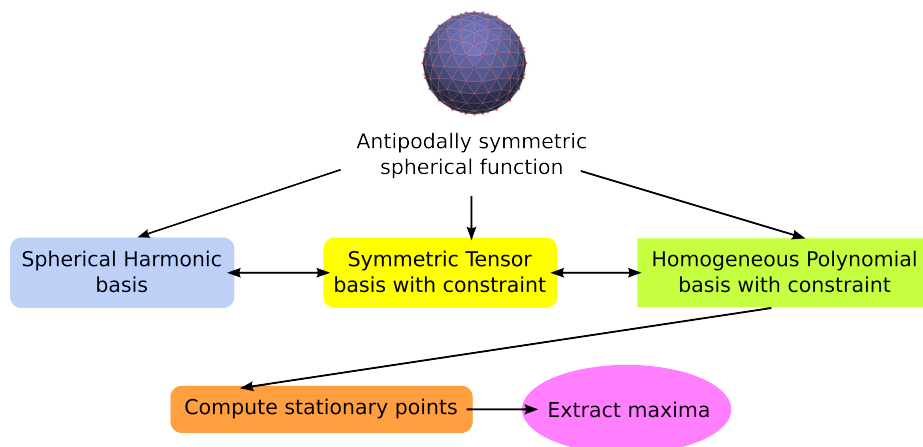 Antipodally symmetric
spherical function
Spherical Harmonic
basis
Symmetric Tensor
basis with constraint
Homogeneous Polynomial
basis with constraint
Compute stationary points
Extract maxima